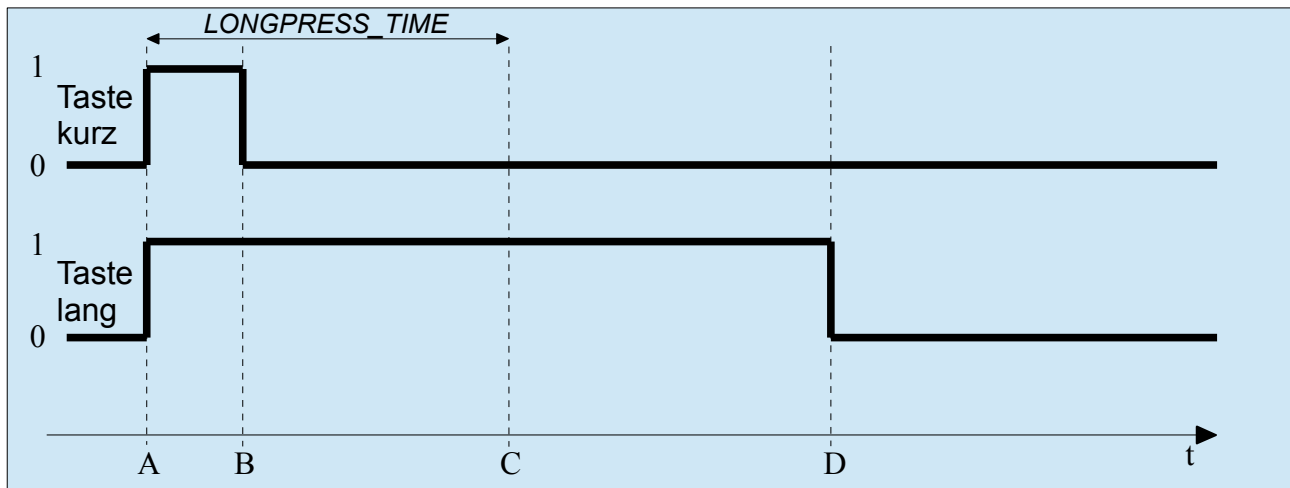 LONGPRESS_TIME
1
Taste
kurz
0
1
Taste
lang
0
A B C D t